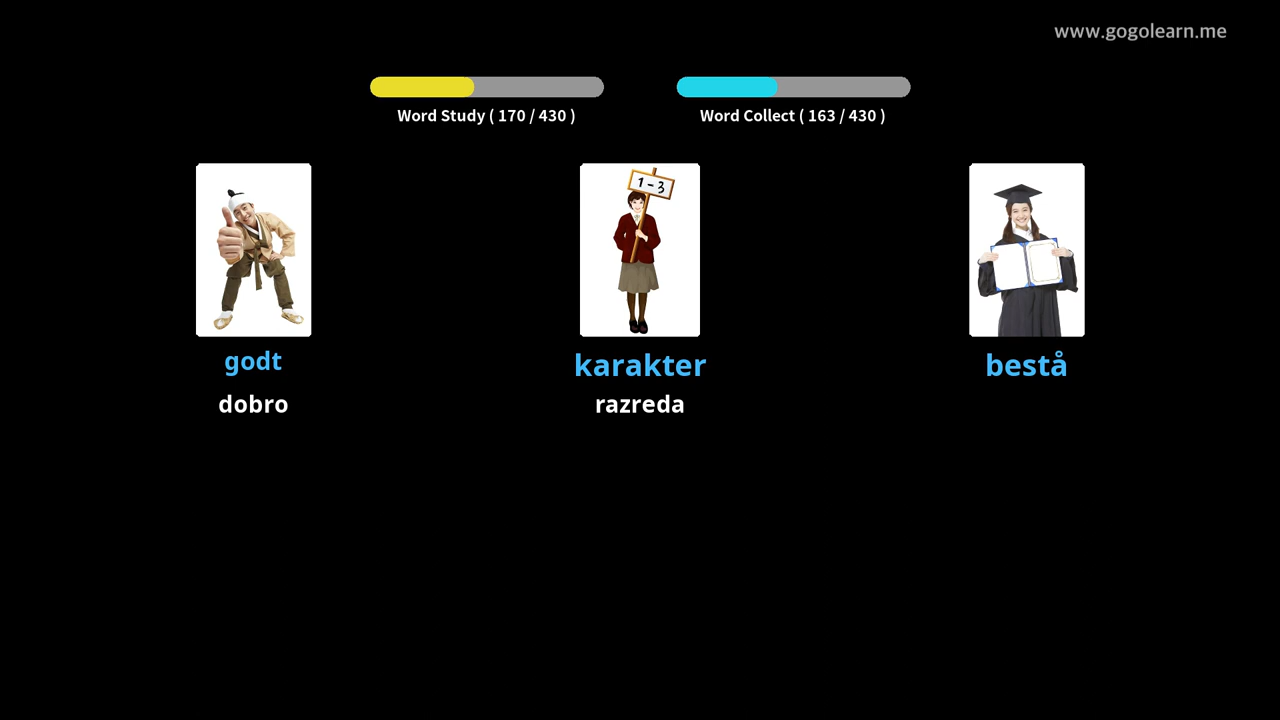 www.gogolearn.me
Word Study ( 170 / 430 )
Word Collect ( 163 / 430 )
1 - 3
godt
karakter
bestå
dobro
razreda